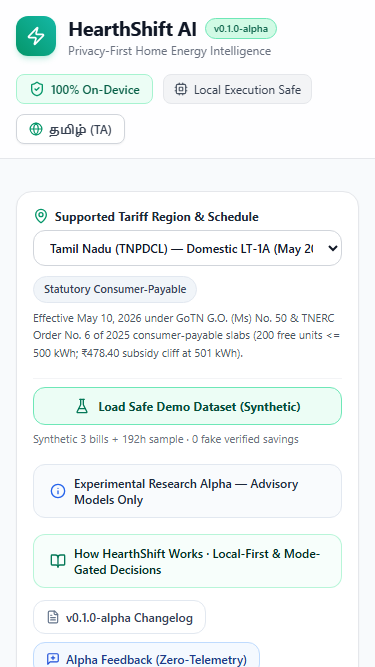 HearthShift AI v0.1.0-alpha
Privacy-First Home Energy Intelligence
100% On-Device Local Execution Safe
தமிழ் (TA)
Supported Tariff Region & Schedule
Tamil Nadu (TNPDCL) — Domestic LT-1A (May 20
Statutory Consumer-Payable
Effective May 10, 2026 under GoTN G.O. (Ms) No. 50 & TNERC
Order No. 6 of 2025 consumer-payable slabs (200 free units <=
500 kWh; ₹478.40 subsidy cliff at 501 kWh).
Load Safe Demo Dataset (Synthetic)
Synthetic 3 bills + 192h sample · 0 fake verified savings
Experimental Research Alpha — Advisory
Models Only
How HearthShift Works · Local-First & Mode-
Gated Decisions
v0.1.0-alpha Changelog
Alpha Feedback (Zero-Telemetry)